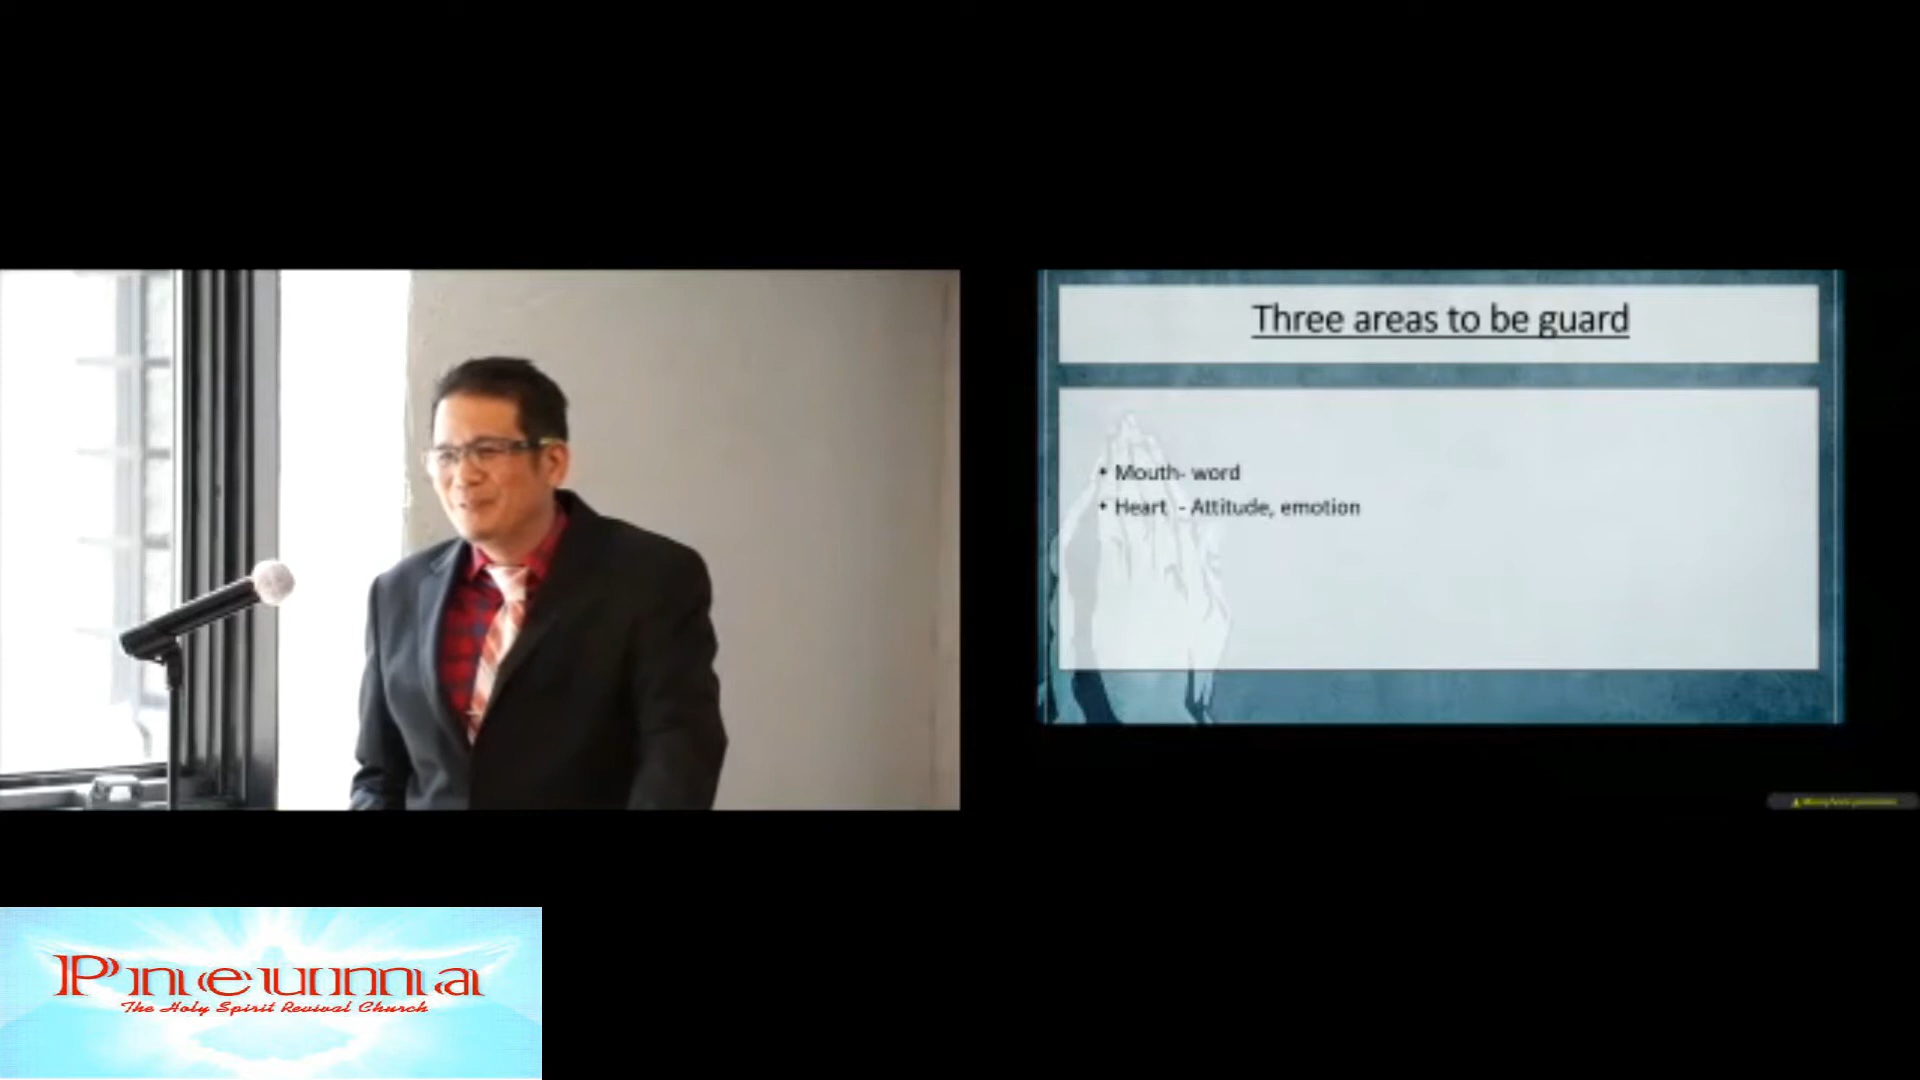 Three areas to be guard
• Mouth- word
• Heart - Attitude, emotion
Pneuma
The Holy Spirit Revival Church